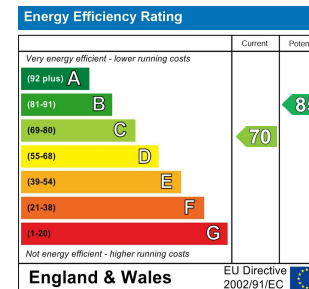 Energy Efficiency Rating
Current
Very energy efficient - lower running costs
(92 plus) A
(81-91) B
(69-80) C
70
(55-68) D
(39-54) E
(21-38) F
(1-20) G
Not energy efficient - higher running costs
England & Wales
EU Directive
2002/91/EC